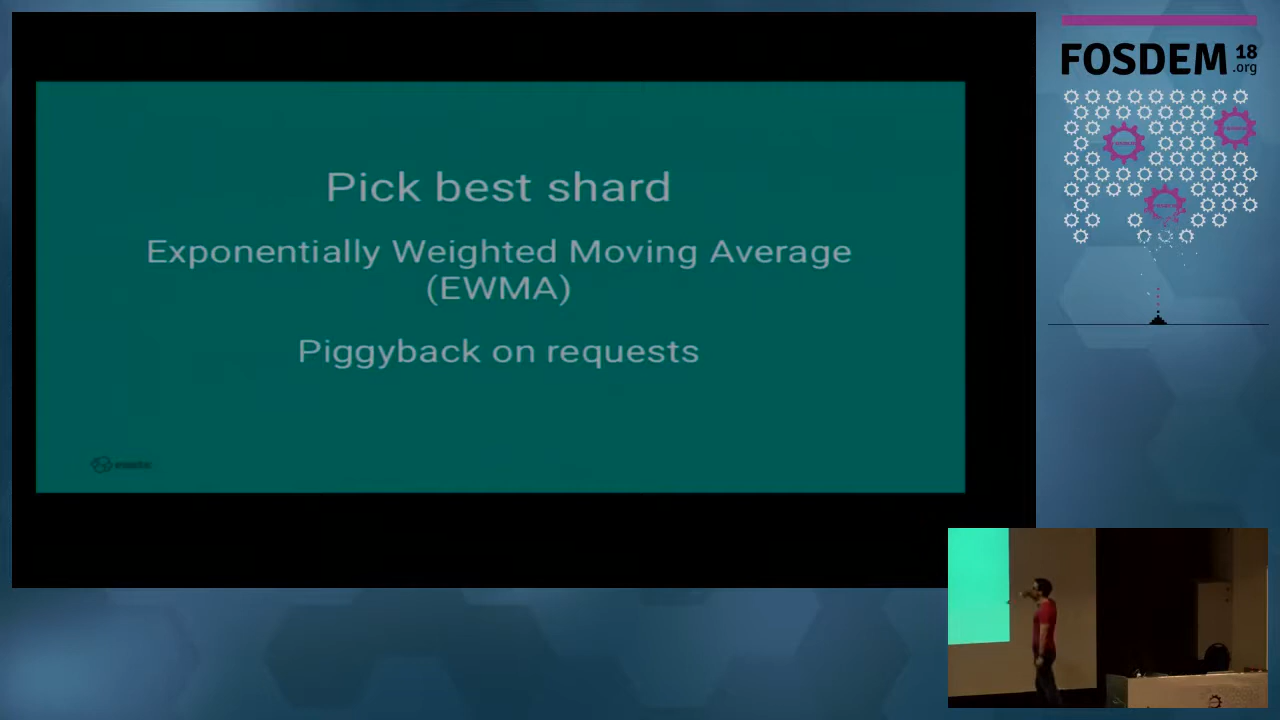 Pick best shard
Exponentially Weighted Moving Average
(EWMA)
Piggyback on requests
FOSDEM 18
.org